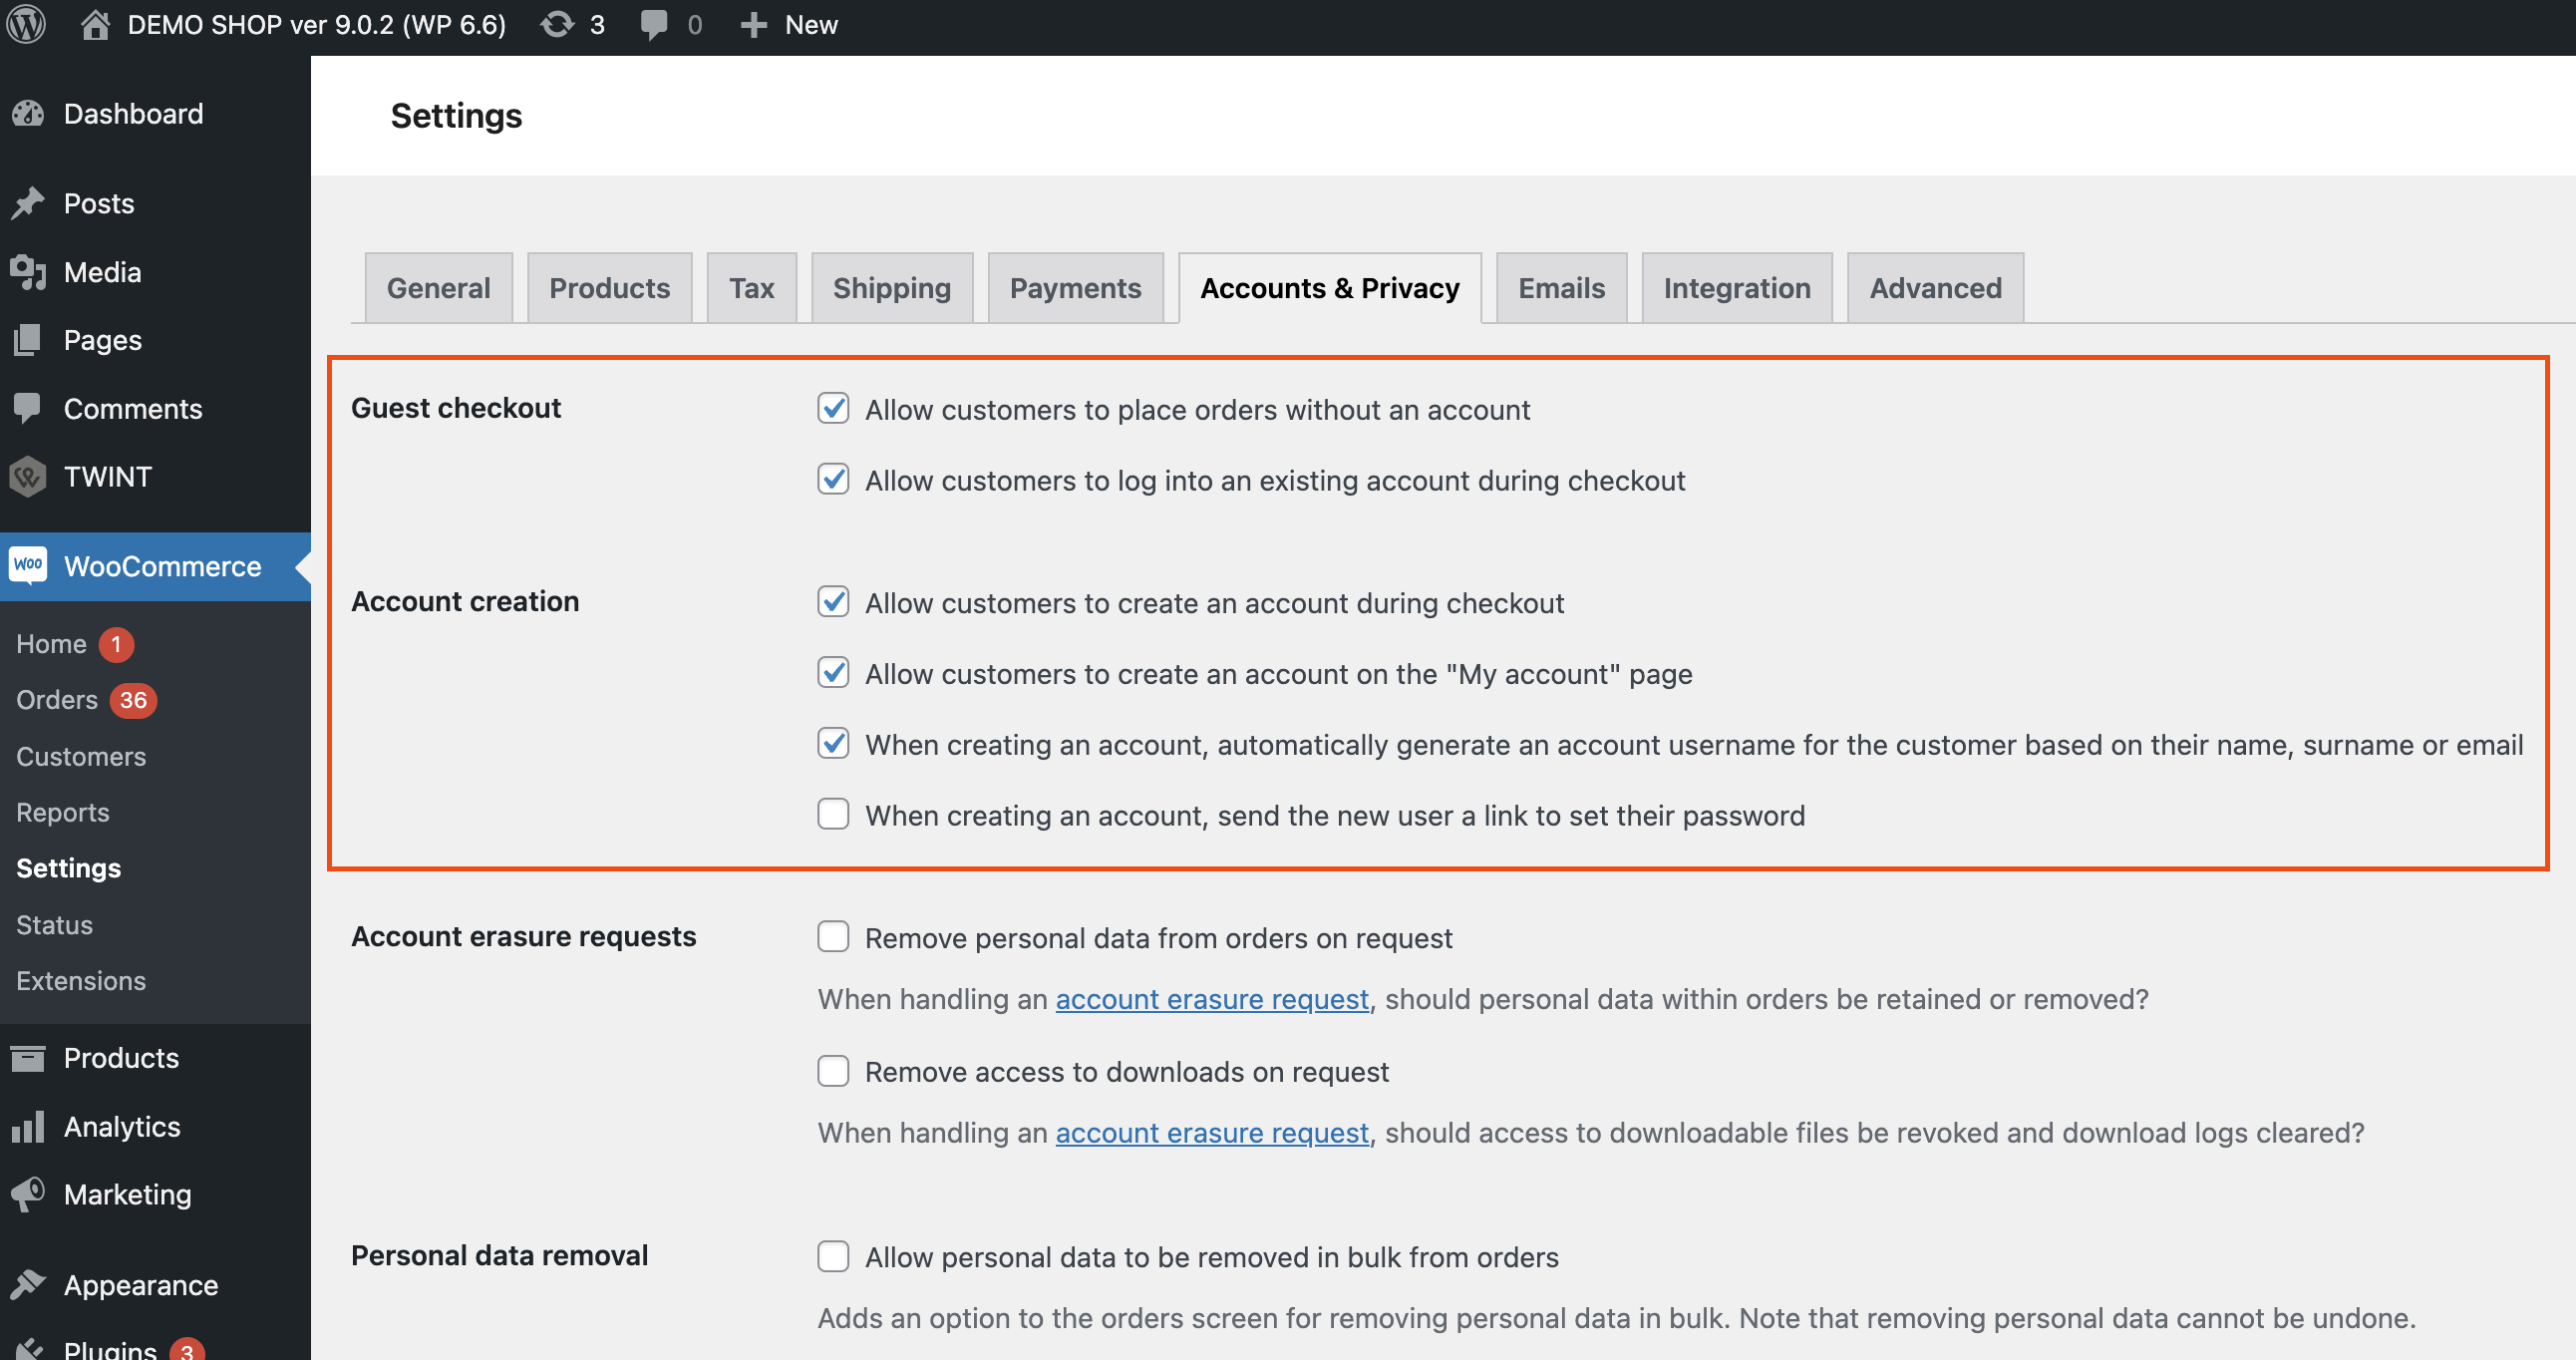 DEMO SHOP ver 9.0.2 (WP 6.6) 3 0 New
Dashboard
Posts
Media
Pages
Comments
TWINT
Woo WooCommerce
Home 1
Orders 36
Customers
Reports
Settings
Status
Extensions
Products
Analytics
Marketing
Appearance
Plugins 3
Settings
General Products Tax Shipping Payments Accounts & Privacy Emails Integration Advanced
Guest checkout
Allow customers to place orders without an account
Allow customers to log into an existing account during checkout
Account creation
Allow customers to create an account during checkout
Allow customers to create an account on the "My account" page
When creating an account, automatically generate an account username for the customer based on their name, surname or email
When creating an account, send the new user a link to set their password
Account erasure requests
Remove personal data from orders on request
When handling an account erasure request, should personal data within orders be retained or removed?
Remove access to downloads on request
When handling an account erasure request, should access to downloadable files be revoked and download logs cleared?
Personal data removal
Allow personal data to be removed in bulk from orders
Adds an option to the orders screen for removing personal data in bulk. Note that removing personal data cannot be undone.